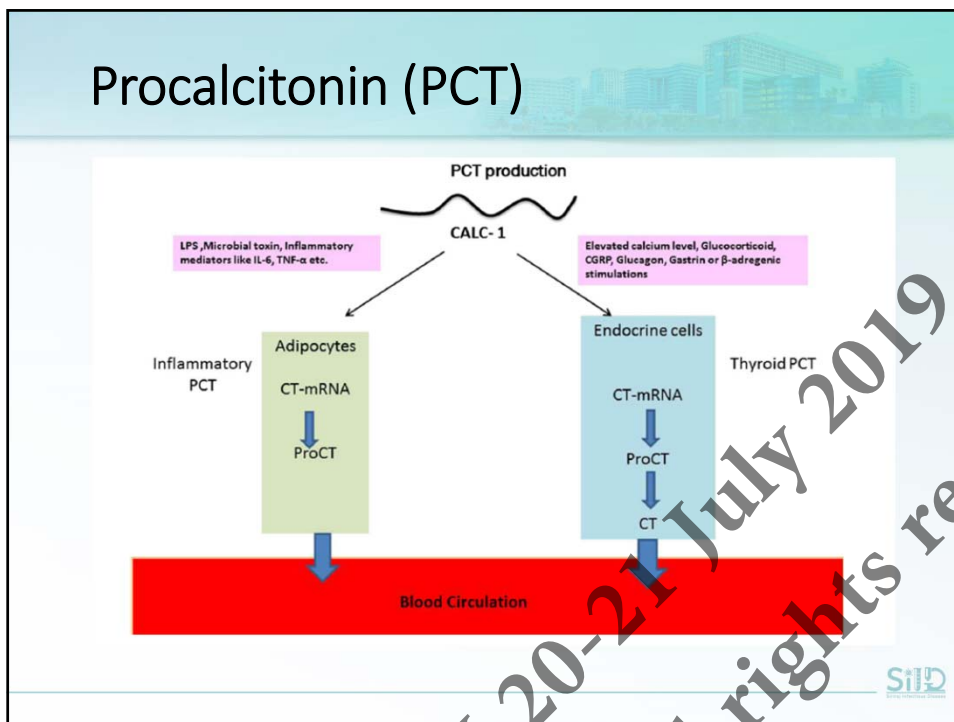 Procalcitonin (PCT)
PCT production
CALC- 1
LPS ,Microbial toxin, Inflammatory
mediators like IL-6, TNF-α etc.
Elevated calcium level, Glucocorticoid,
CGRP, Glucagon, Gastrin or β-adregenic
stimulations
Inflammatory
PCT
Adipocytes
CT-mRNA
ProCT
Endocrine cells
CT-mRNA
ProCT
CT
Thyroid PCT
Blood Circulation
20-21 July 2019
rights re
SiID